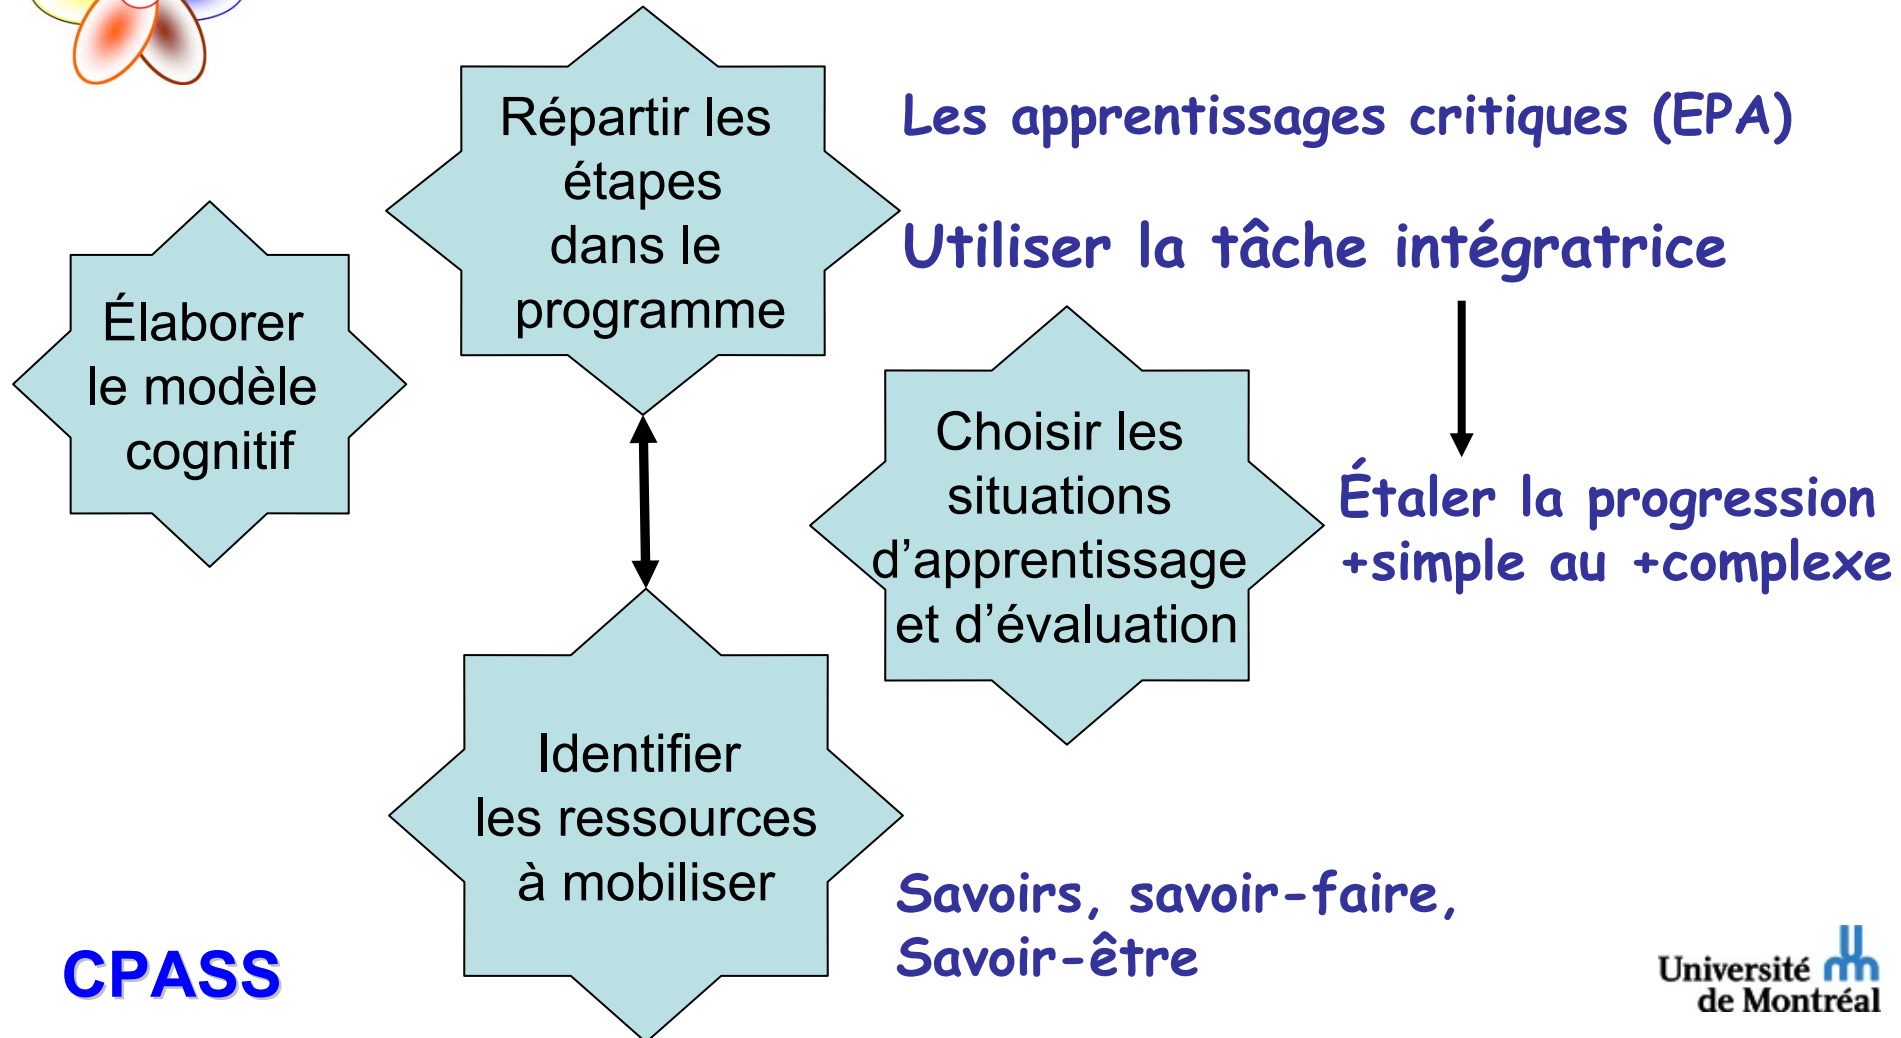 Répartir les
étapes
dans le
programme
Les apprentissages critiques (EPA)
Utiliser la tâche intégratrice
Élaborer
le modèle
cognitif
Choisir les
situations
d’apprentissage
et d’évaluation
Étaler la progression
+simple au +complexe
Identifier
les ressources
à mobiliser
Savoirs, savoir-faire,
Savoir-être
CPASS
Université
de Montréal